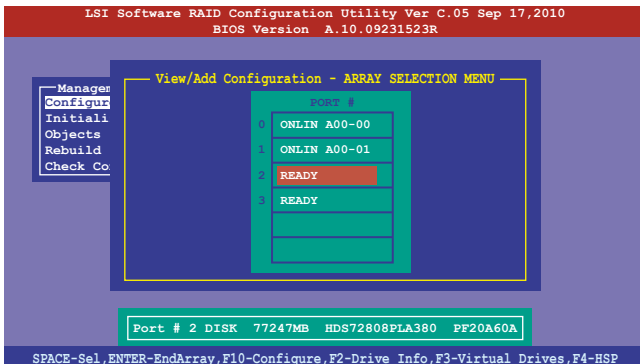 LSI Software RAID Configuration Utility Ver C.05 Sep 17,2010
BIOS Version A.10.09231523R
View/Add Configuration - ARRAY SELECTION MENU
Managem
Configur
Initiali
Objects
Rebuild
Check Co
PORT #
0 ONLIN A00-00
1 ONLIN A00-01
2 READY
3 READY
Port # 2 DISK 77247MB HDS72808PLA380 PF20A60A
SPACE-Sel,ENTER-EndArray,F10-Configure,F2-Drive Info,F3-Virtual Drives,F4-HSP